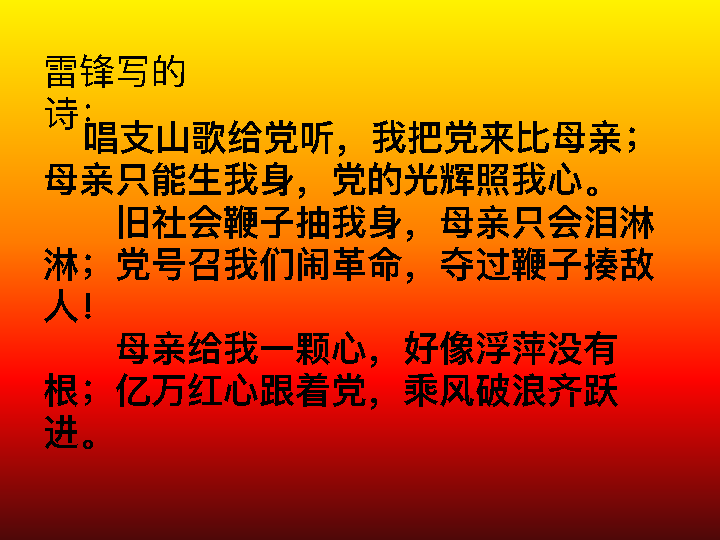 雷锋写的
诗：
唱支山歌给党听，我把党来比母亲；
母亲只能生我身，党的光辉照我心。
旧社会鞭子抽我身，母亲只会泪淋
淋；党号召我们闹革命，夺过鞭子揍敌
人！
母亲给我一颗心，好像浮萍没有
根；亿万红心跟着党，乘风破浪齐跃
进。